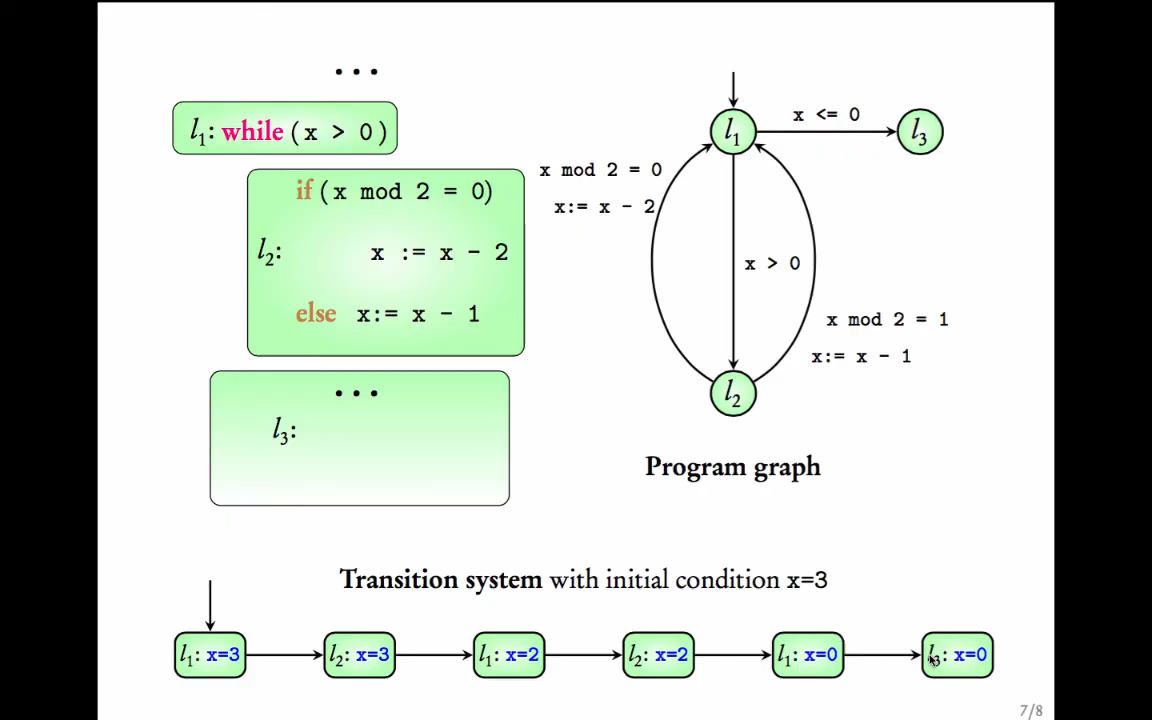 ...
l₁: while (x > 0)
if (x mod 2 = 0)
l₂: x := x - 2
else x:= x - 1
...
l₃:
l₁
x <= 0
l₃
x mod 2 = 0
x:= x - 2
x > 0
x mod 2 = 1
x:= x - 1
l₂
Program graph
Transition system with initial condition x=3
l₁: x=3
l₂: x=3
l₁: x=2
l₂: x=2
l₁: x=0
l₃: x=0
7/8